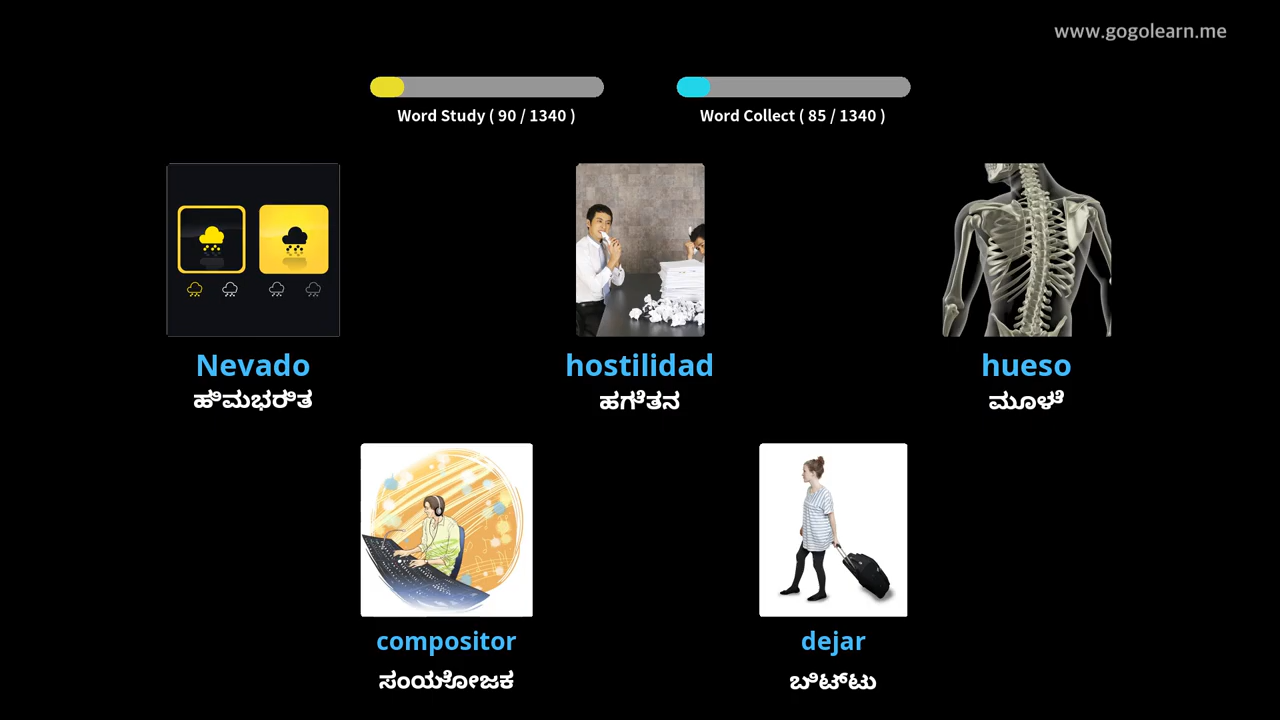 www.gogolearn.me
Word Study ( 90 / 1340 )
Word Collect ( 85 / 1340 )
Nevado
ಹಿಮಭರಿತ
hostilidad
ಹಗೆತನ
hueso
ಮೂಳೆ
compositor
ಸಂಯೋಜಕ
dejar
ಬಿಟ್ಟು